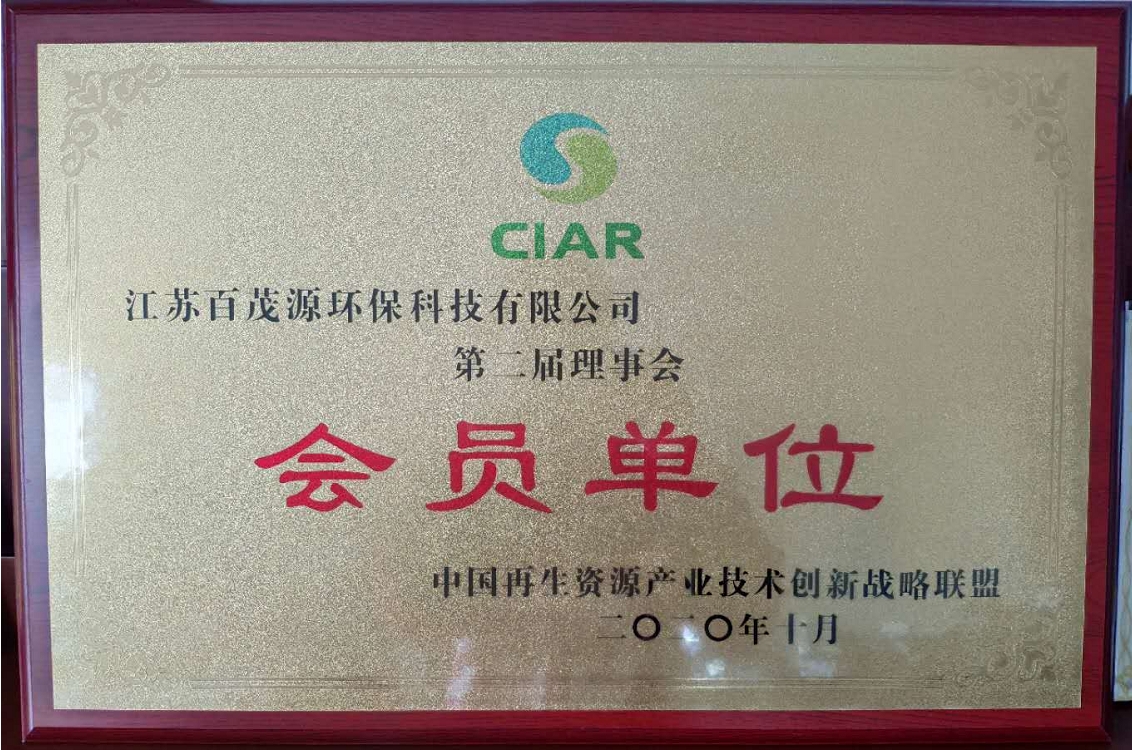 CIAR
江苏百茂源环保科技有限公司
第二届理事会
会员单位
中国再生资源产业技术创新战略联盟
二〇二〇年十月